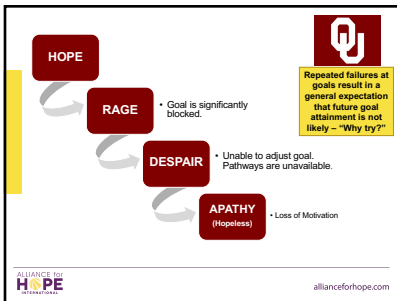 HOPE
RAGE
• Goal is significantly
blocked.
DESPAIR
• Unable to adjust goal.
Pathways are unavailable.
APATHY
(Hopeless)
• Loss of Motivation
OU
Repeated failures at
goals result in a
general expectation
that future goal
attainment is not
likely – “Why try?”
ALLIANCE for
HOPE
INTERNATIONAL
allianceforhope.com